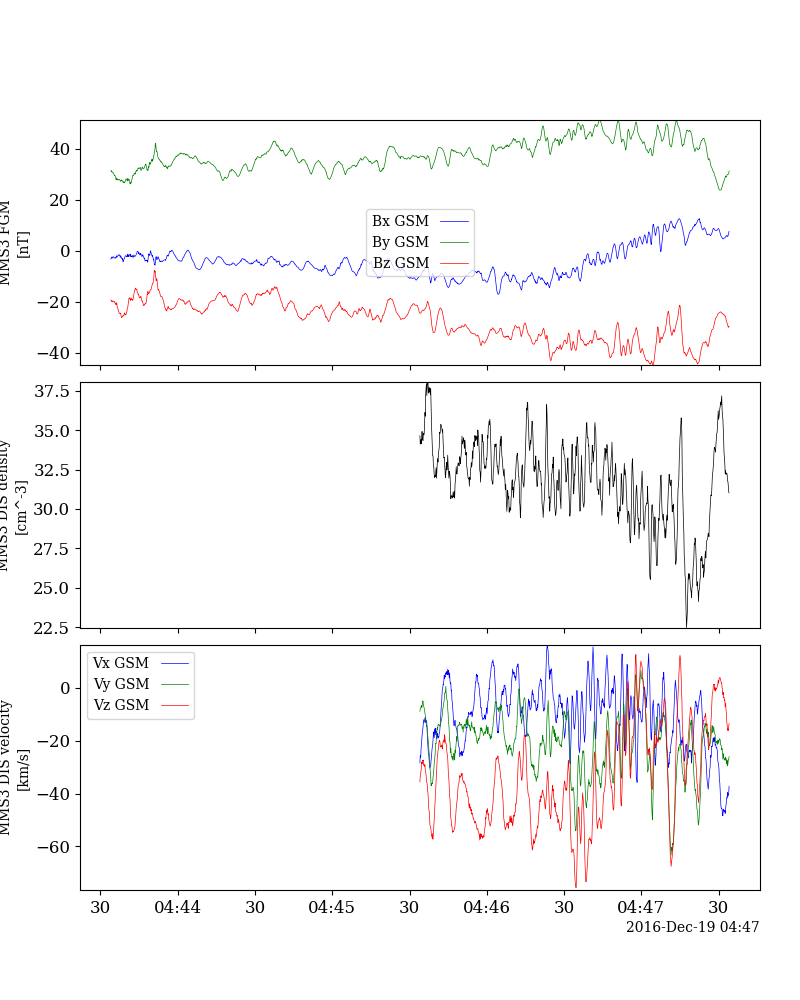 40
20
0
−20
−40
MMS3 FGM
[nT]
Bx GSM
By GSM
Bz GSM
37.5
35.0
32.5
30.0
27.5
25.0
22.5
MMS3 DIS density
[cm^-3]
0
−20
−40
−60
MMS3 DIS velocity
[km/s]
Vx GSM
Vy GSM
Vz GSM
30 04:44 30 04:45 30 04:46 30 04:47 30
2016-Dec-19 04:47